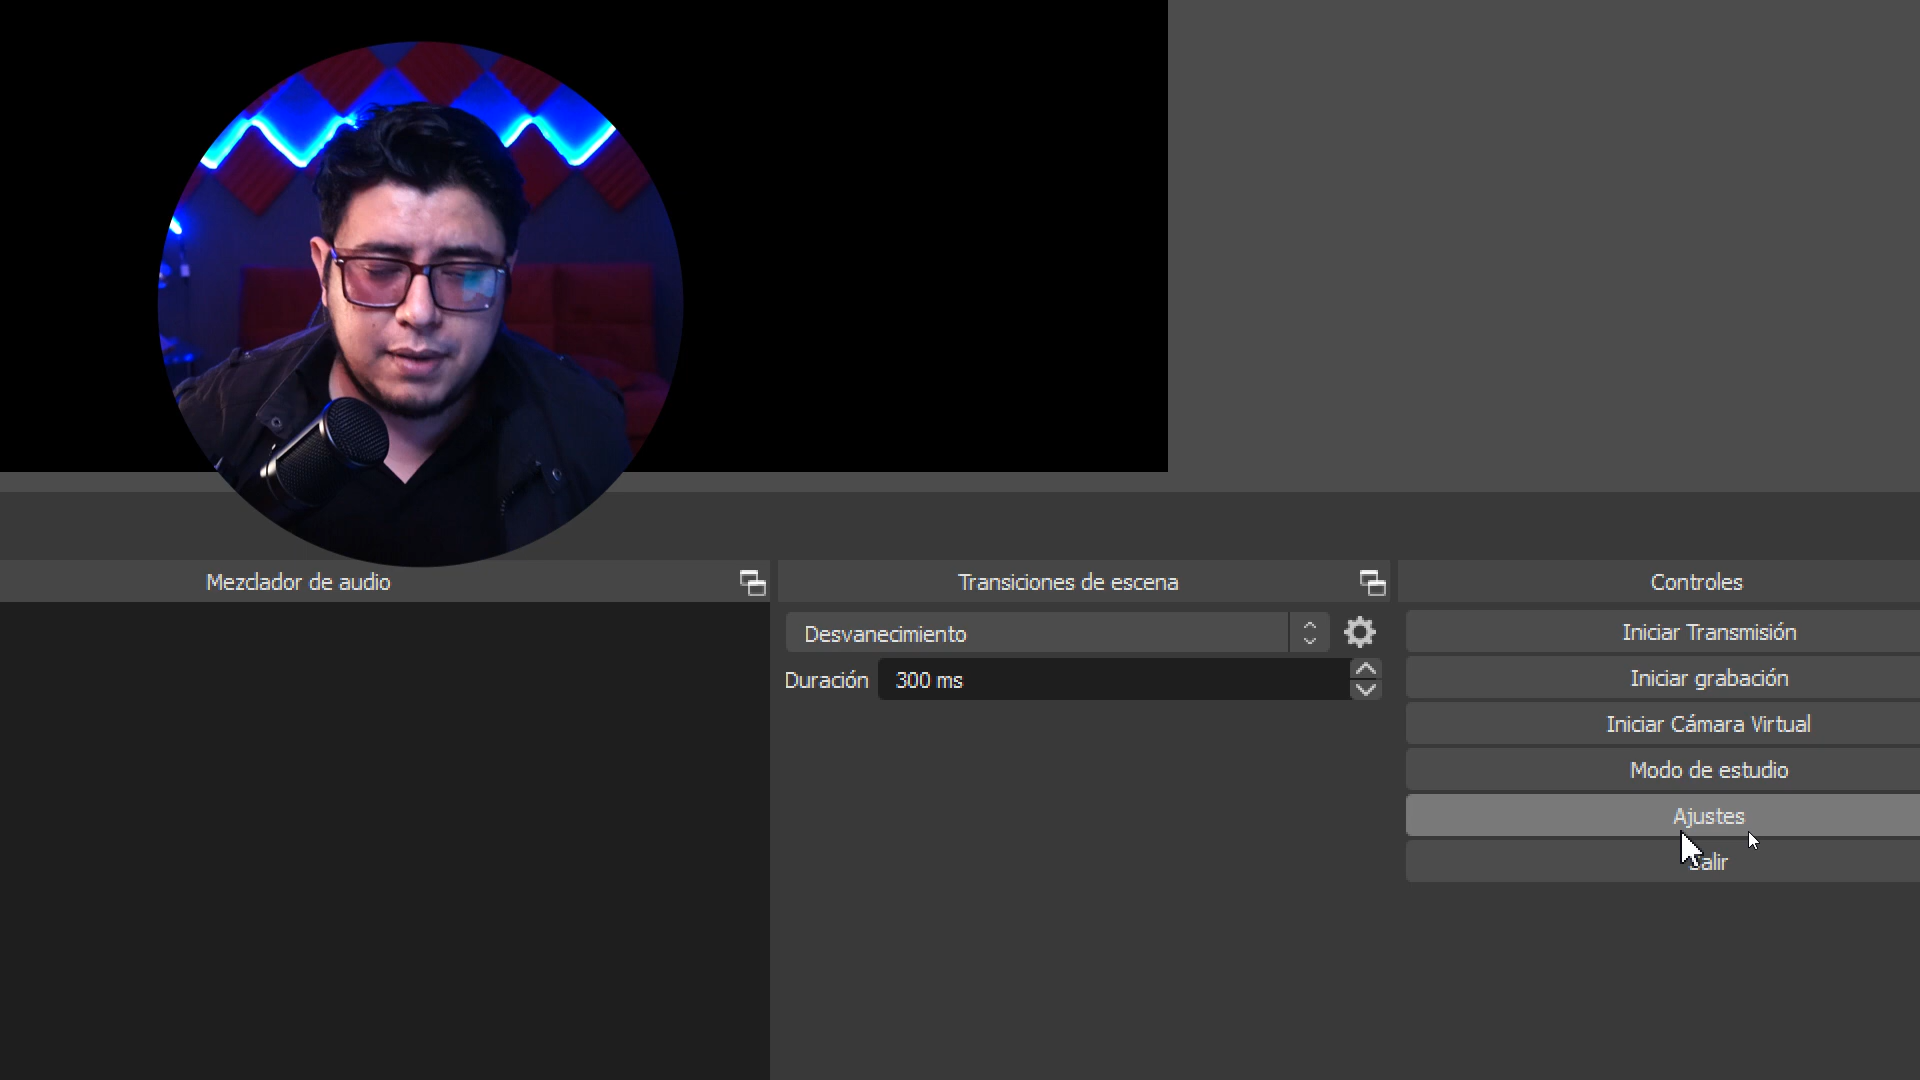 Mezclador de audio
Transiciones de escena
Desvanecimiento
Duración 300 ms
Controles
Iniciar Transmisión
Iniciar grabación
Iniciar Cámara Virtual
Modo de estudio
Ajustes
Salir